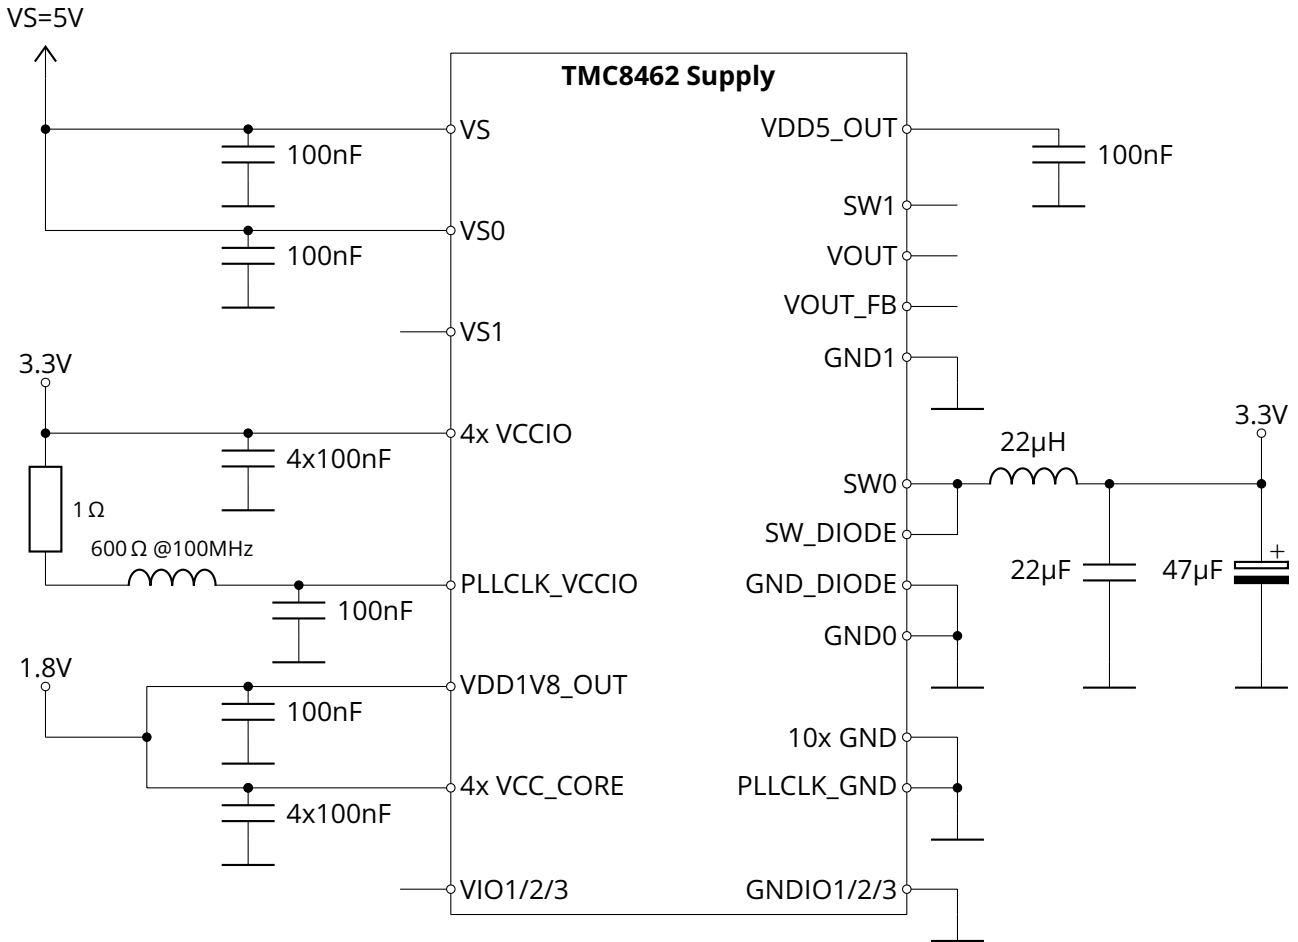 VS=5V
TMC8462 Supply
VS
100nF
VS0
100nF
VS1
3.3V
4x VCCIO
4x100nF
1 Ω
600 Ω @100MHz
PLLCLK_VCCIO
100nF
1.8V
VDD1V8_OUT
100nF
4x VCC_CORE
4x100nF
VIO1/2/3
VDD5_OUT
100nF
SW1
VOUT
VOUT_FB
GND1
3.3V
22µH
SW0
SW_DIODE
22µF
47µF
+
GND_DIODE
GND0
10x GND
PLLCLK_GND
GNDIO1/2/3